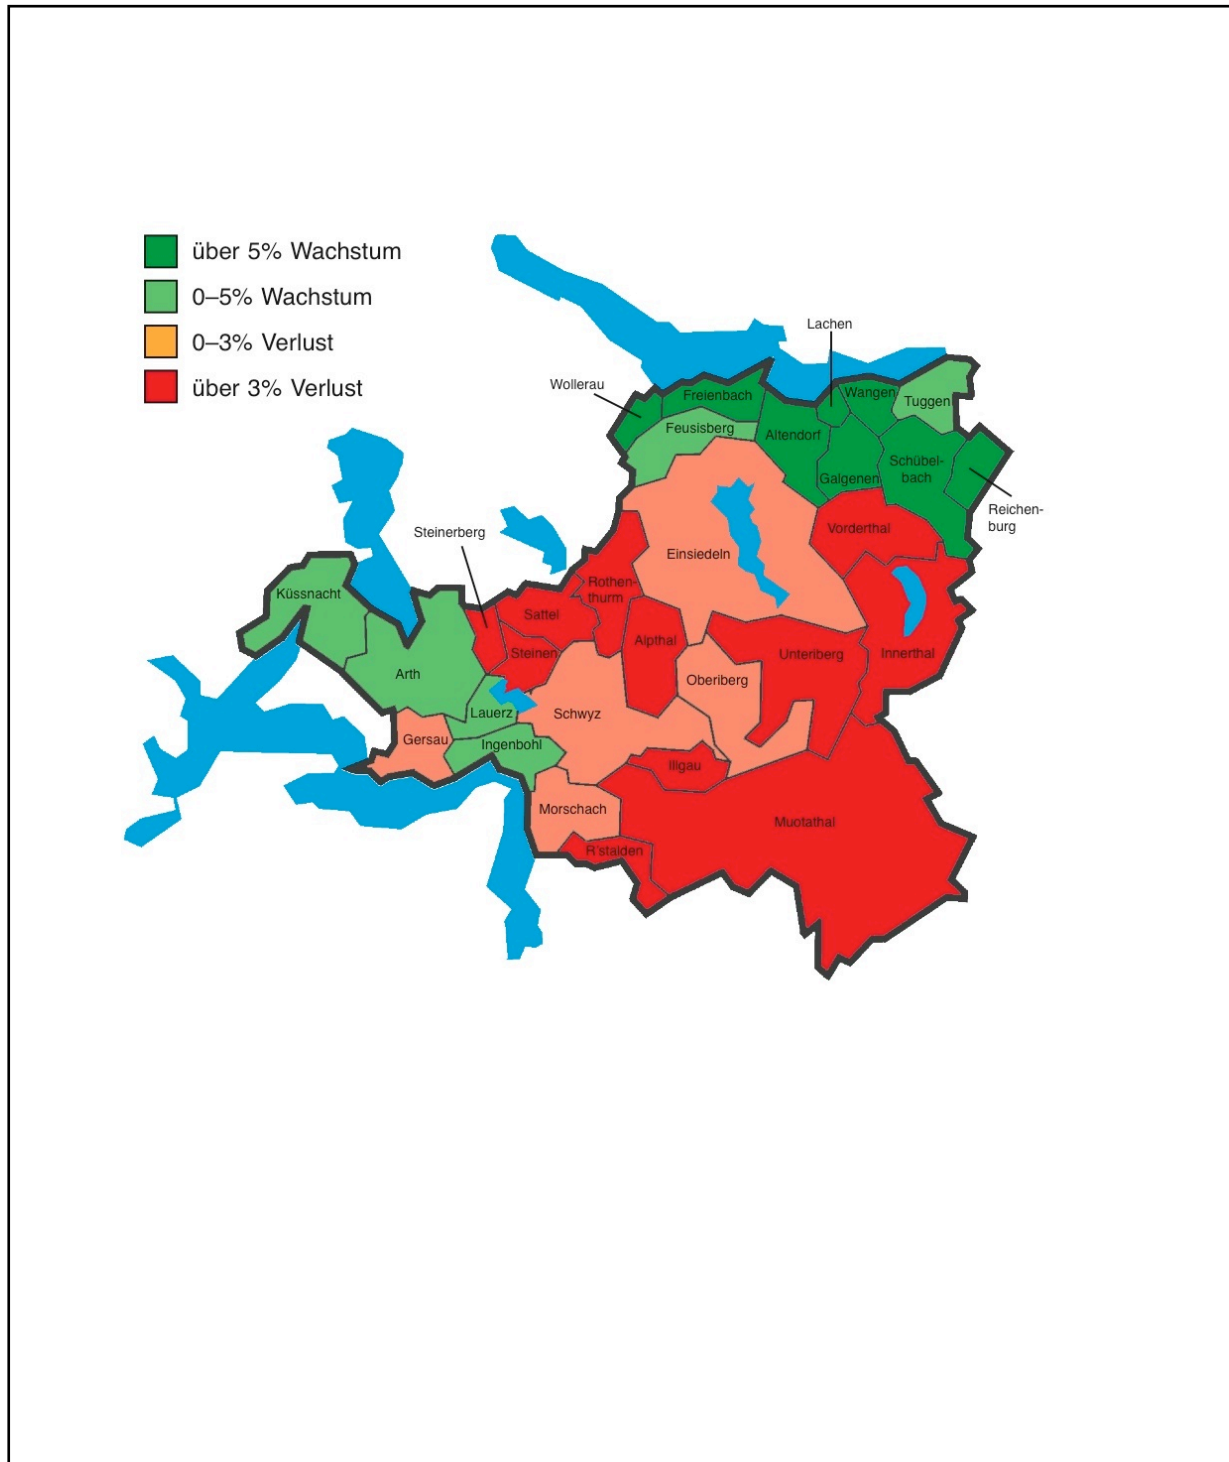 über 5% Wachstum
0–5% Wachstum
0–3% Verlust
über 3% Verlust
Lachen
Wollerau
Freienbach
Wangen
Tuggen
Feusisberg
Altendorf
Schübel-
bach
Galgenen
Reichen-
burg
Vorderthal
Steinerberg
Einsiedeln
Rothen-
thurm
Küssnacht
Sattel
Alpthal
Steinen
Unteriberg
Innerthal
Arth
Oberiberg
Lauerz
Schwyz
Gersau
Ingenbohl
Illgau
Morschach
Muotathal
R'stalden